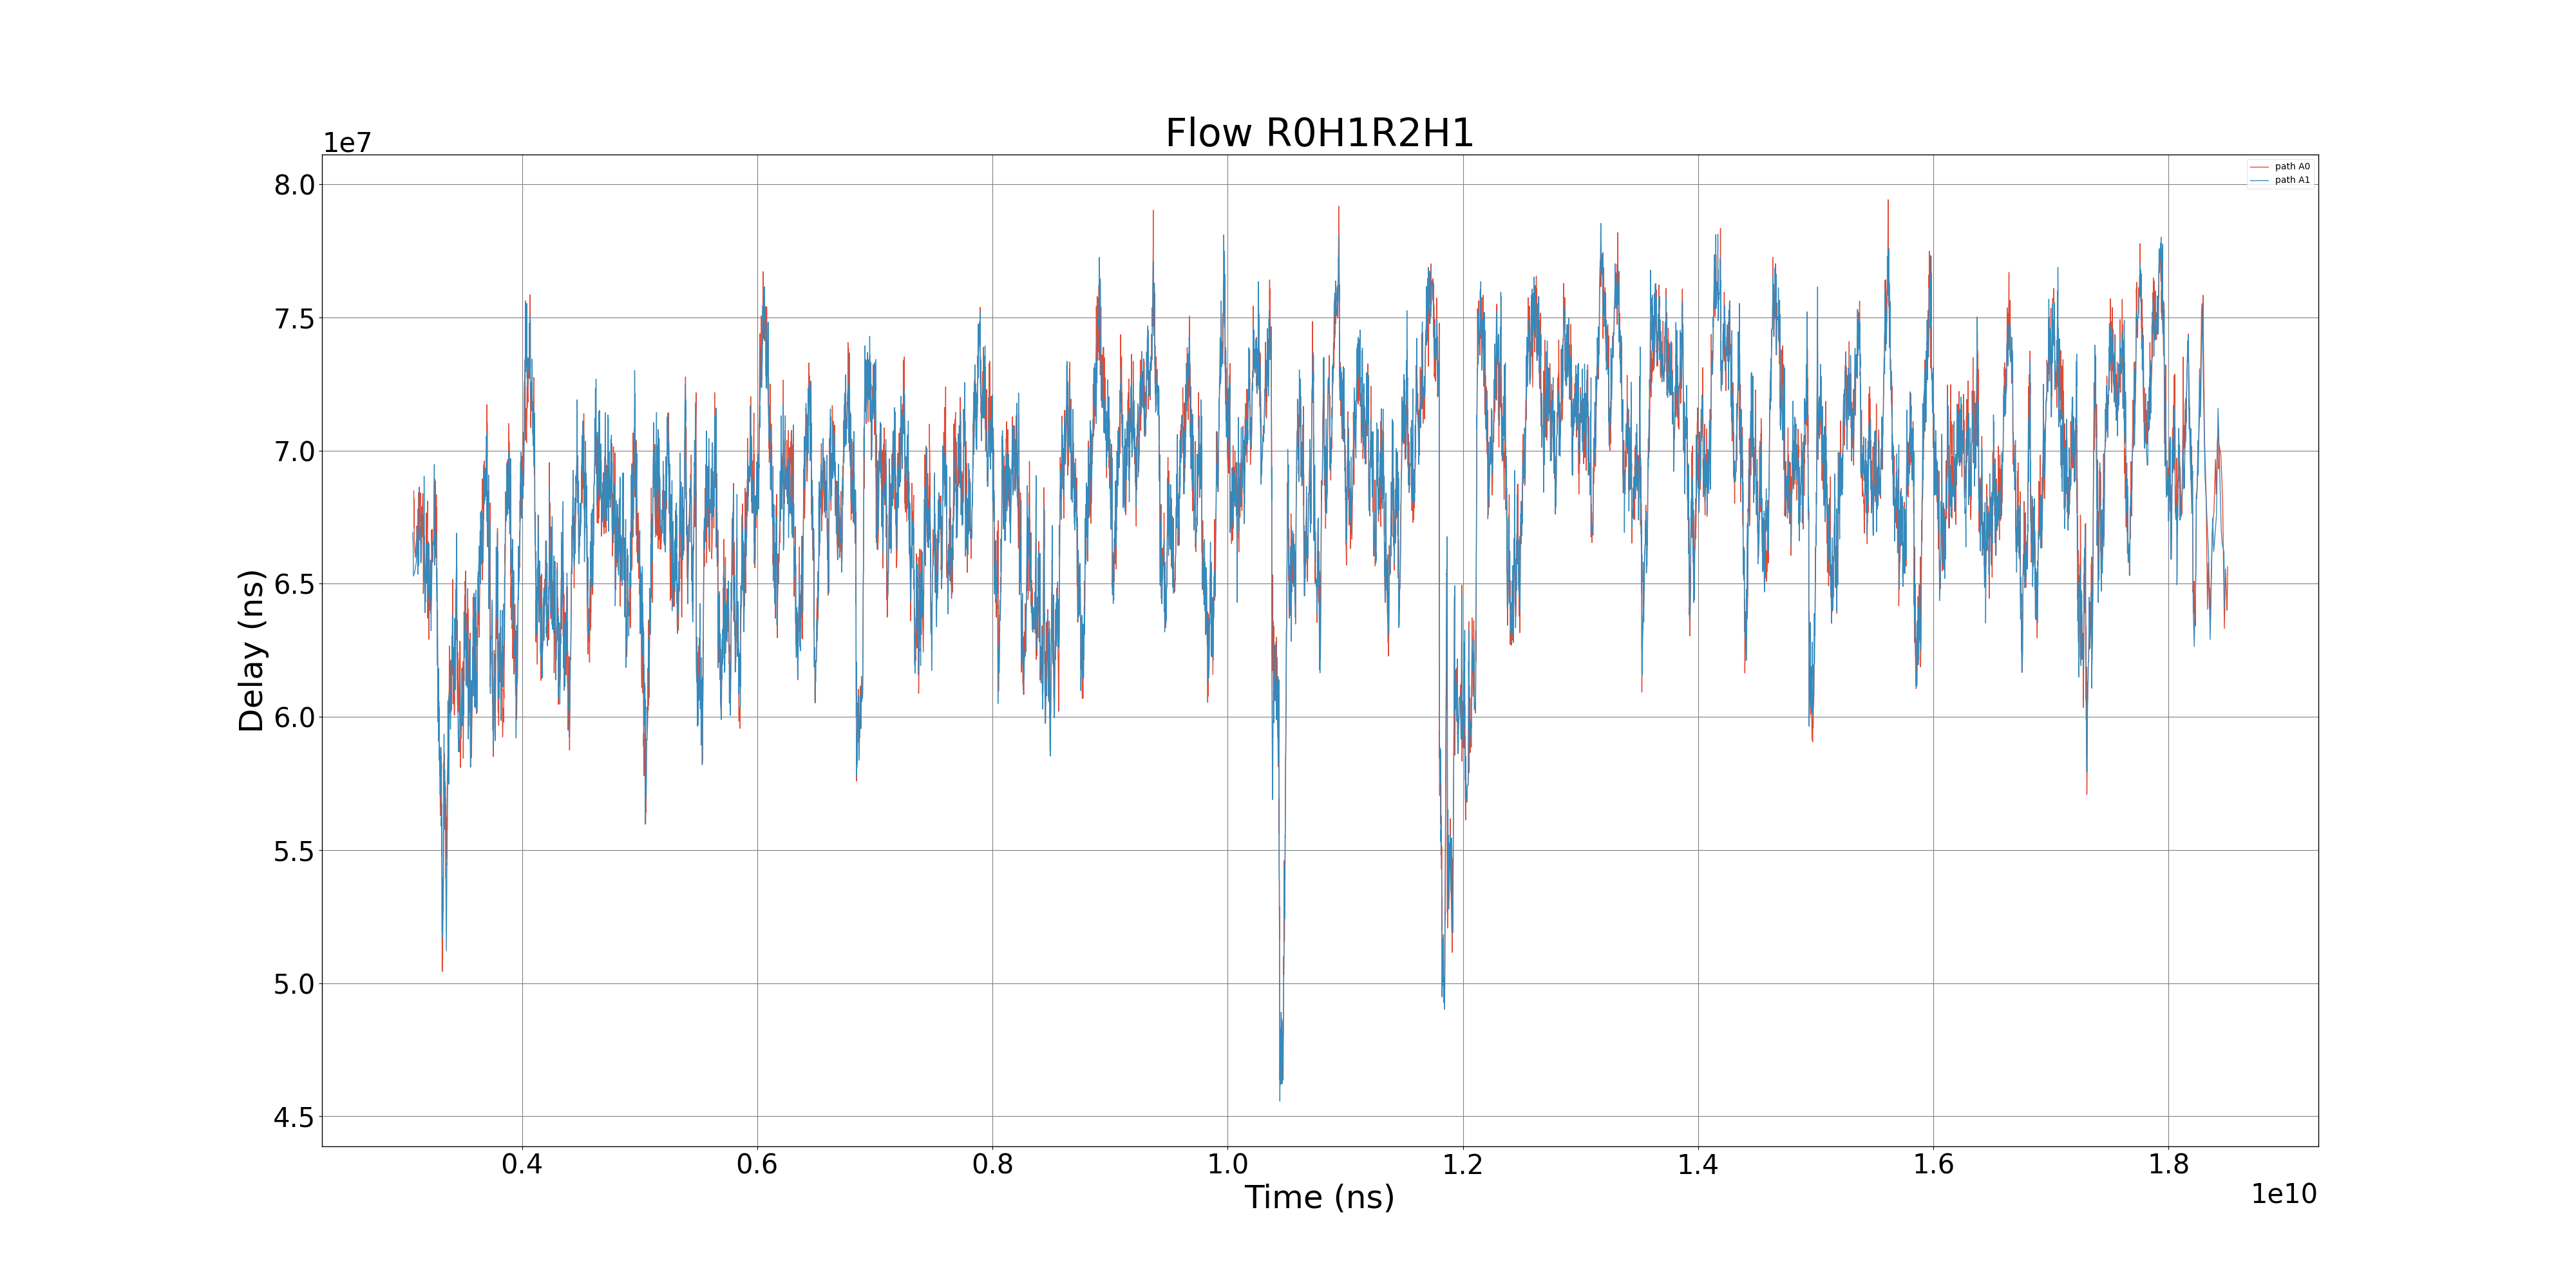 Flow R0H1R2H1
1e7
path A0
path A1
8.0
7.5
7.0
6.5
6.0
5.5
5.0
4.5
Delay (ns)
0.4 0.6 0.8 1.0 1.2 1.4 1.6 1.8
Time (ns)
1e10